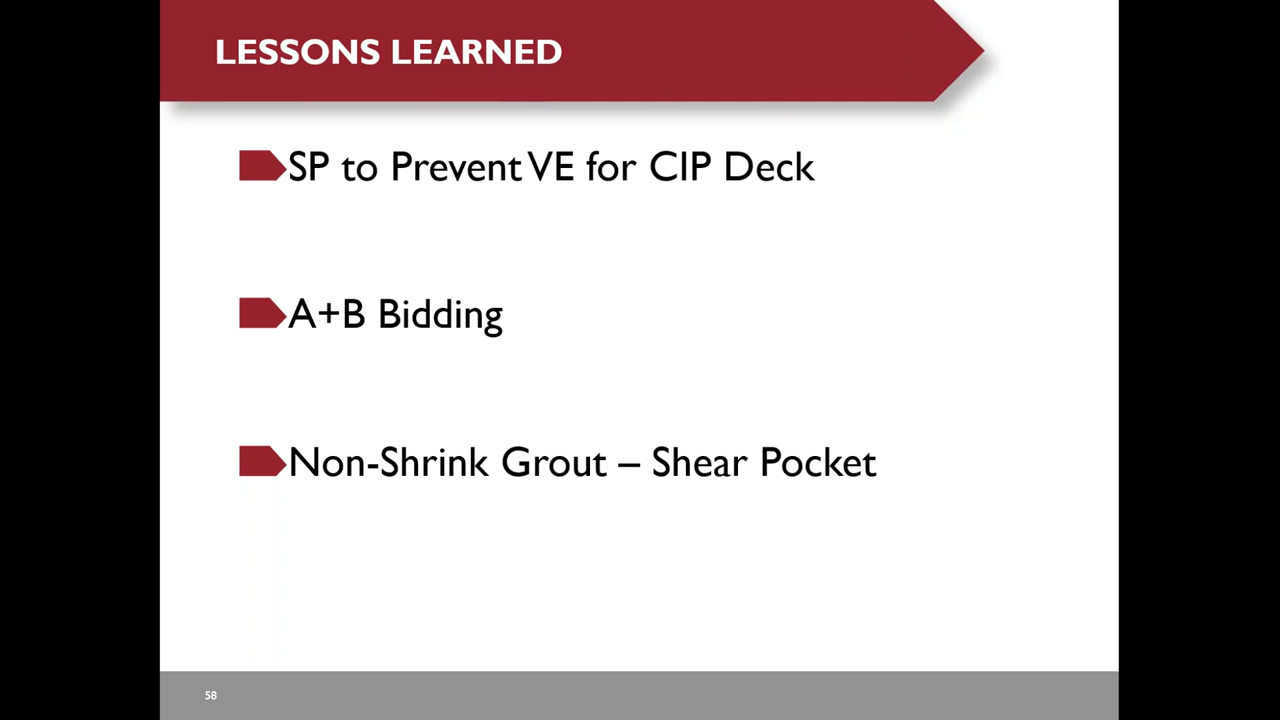 LESSONS LEARNED
SP to Prevent VE for CIP Deck
A+B Bidding
Non-Shrink Grout – Shear Pocket
58